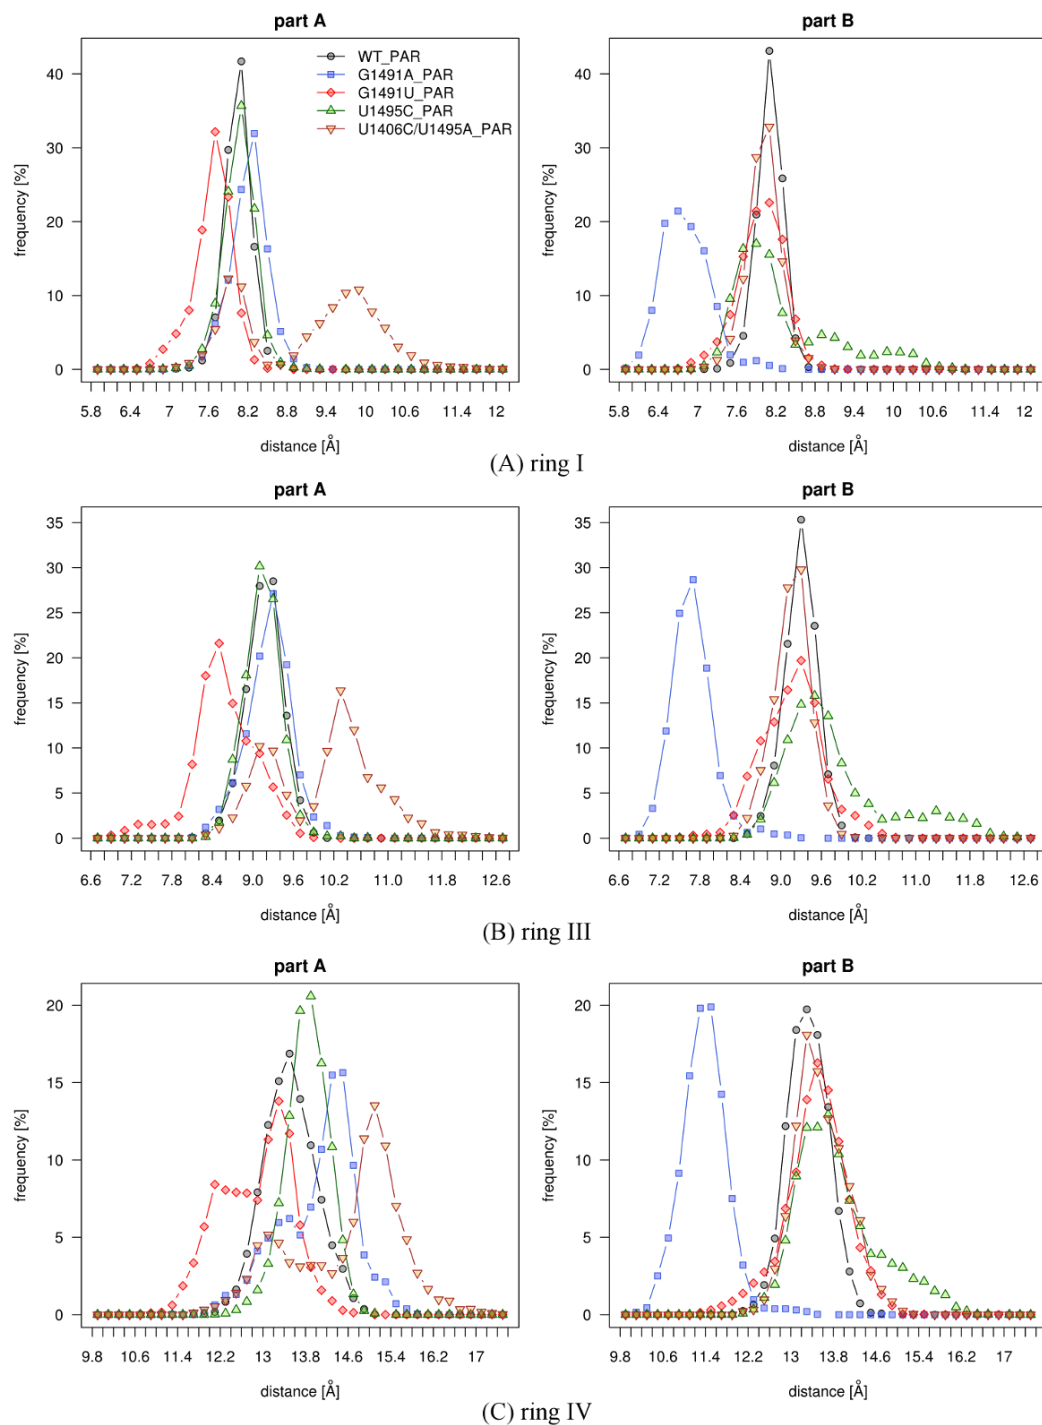 part A
part B
frequency [%]
40
30
20
10
0
WT_PAR
G1491A_PAR
G1491U_PAR
U1495C_PAR
U1406C/U1495A_PAR
5.8 6.4 7 7.6 8.2 8.8 9.4 10 10.6 11.4 12
distance [Å]
frequency [%]
40
30
20
10
0
5.8 6.4 7 7.6 8.2 8.8 9.4 10 10.6 11.4 12
distance [Å]
(A) ring I
part A
part B
frequency [%]
35
30
25
20
15
10
5
0
6.6 7.2 7.8 8.4 9.0 9.6 10.2 11.0 11.8 12.6
distance [Å]
frequency [%]
35
30
25
20
15
10
5
0
6.6 7.2 7.8 8.4 9.0 9.6 10.2 11.0 11.8 12.6
distance [Å]
(B) ring III
part A
part B
frequency [%]
20
15
10
5
0
9.8 10.6 11.4 12.2 13 13.8 14.6 15.4 16.2 17
distance [Å]
frequency [%]
20
15
10
5
0
9.8 10.6 11.4 12.2 13 13.8 14.6 15.4 16.2 17
distance [Å]
(C) ring IV